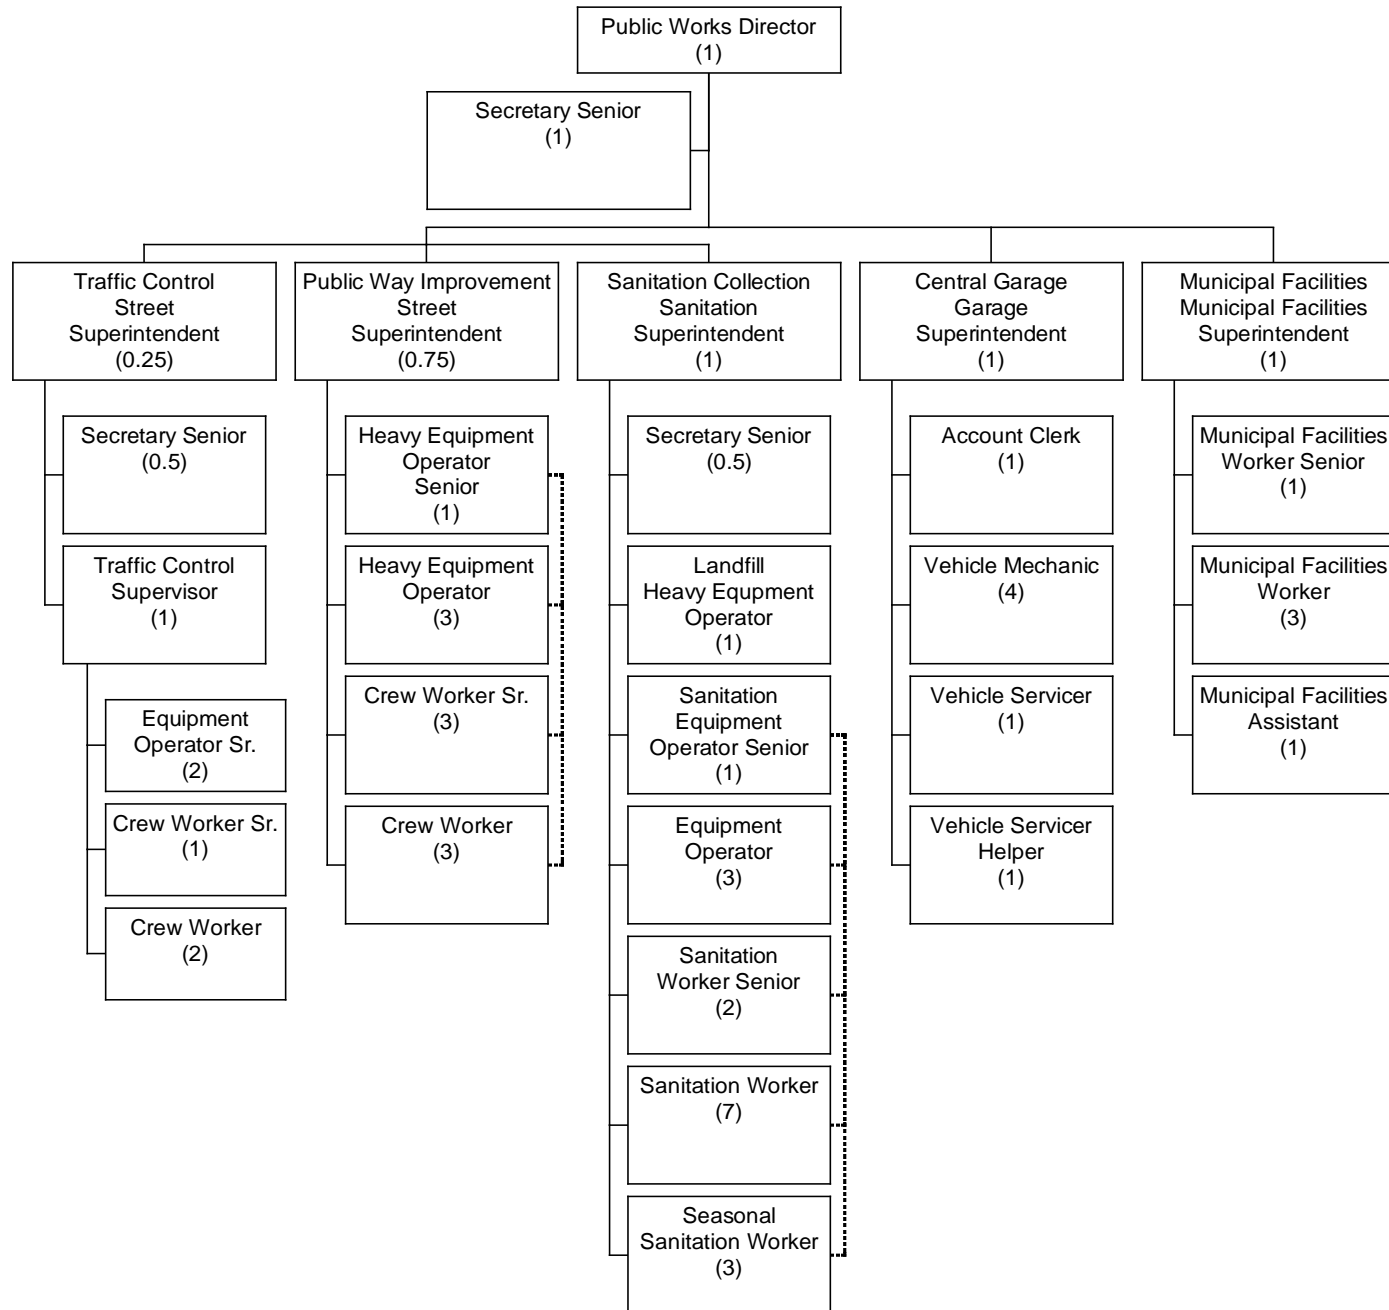 Public Works Director
(1)
Secretary Senior
(1)
Traffic Control
Street
Superintendent
(0.25)
Public Way Improvement
Street
Superintendent
(0.75)
Sanitation Collection
Sanitation
Superintendent
(1)
Central Garage
Garage
Superintendent
(1)
Municipal Facilities
Municipal Facilities
Superintendent
(1)
Secretary Senior
(0.5)
Traffic Control
Supervisor
(1)
Equipment
Operator Sr.
(2)
Crew Worker Sr.
(1)
Crew Worker
(2)
Heavy Equipment
Operator
Senior
(1)
Heavy Equipment
Operator
(3)
Crew Worker Sr.
(3)
Crew Worker
(3)
Secretary Senior
(0.5)
Landfill
Heavy Equpment
Operator
(1)
Sanitation
Equipment
Operator Senior
(1)
Equipment
Operator
(3)
Sanitation
Worker Senior
(2)
Sanitation Worker
(7)
Seasonal
Sanitation Worker
(3)
Account Clerk
(1)
Vehicle Mechanic
(4)
Vehicle Servicer
(1)
Vehicle Servicer
Helper
(1)
Municipal Facilities
Worker Senior
(1)
Municipal Facilities
Worker
(3)
Municipal Facilities
Assistant
(1)